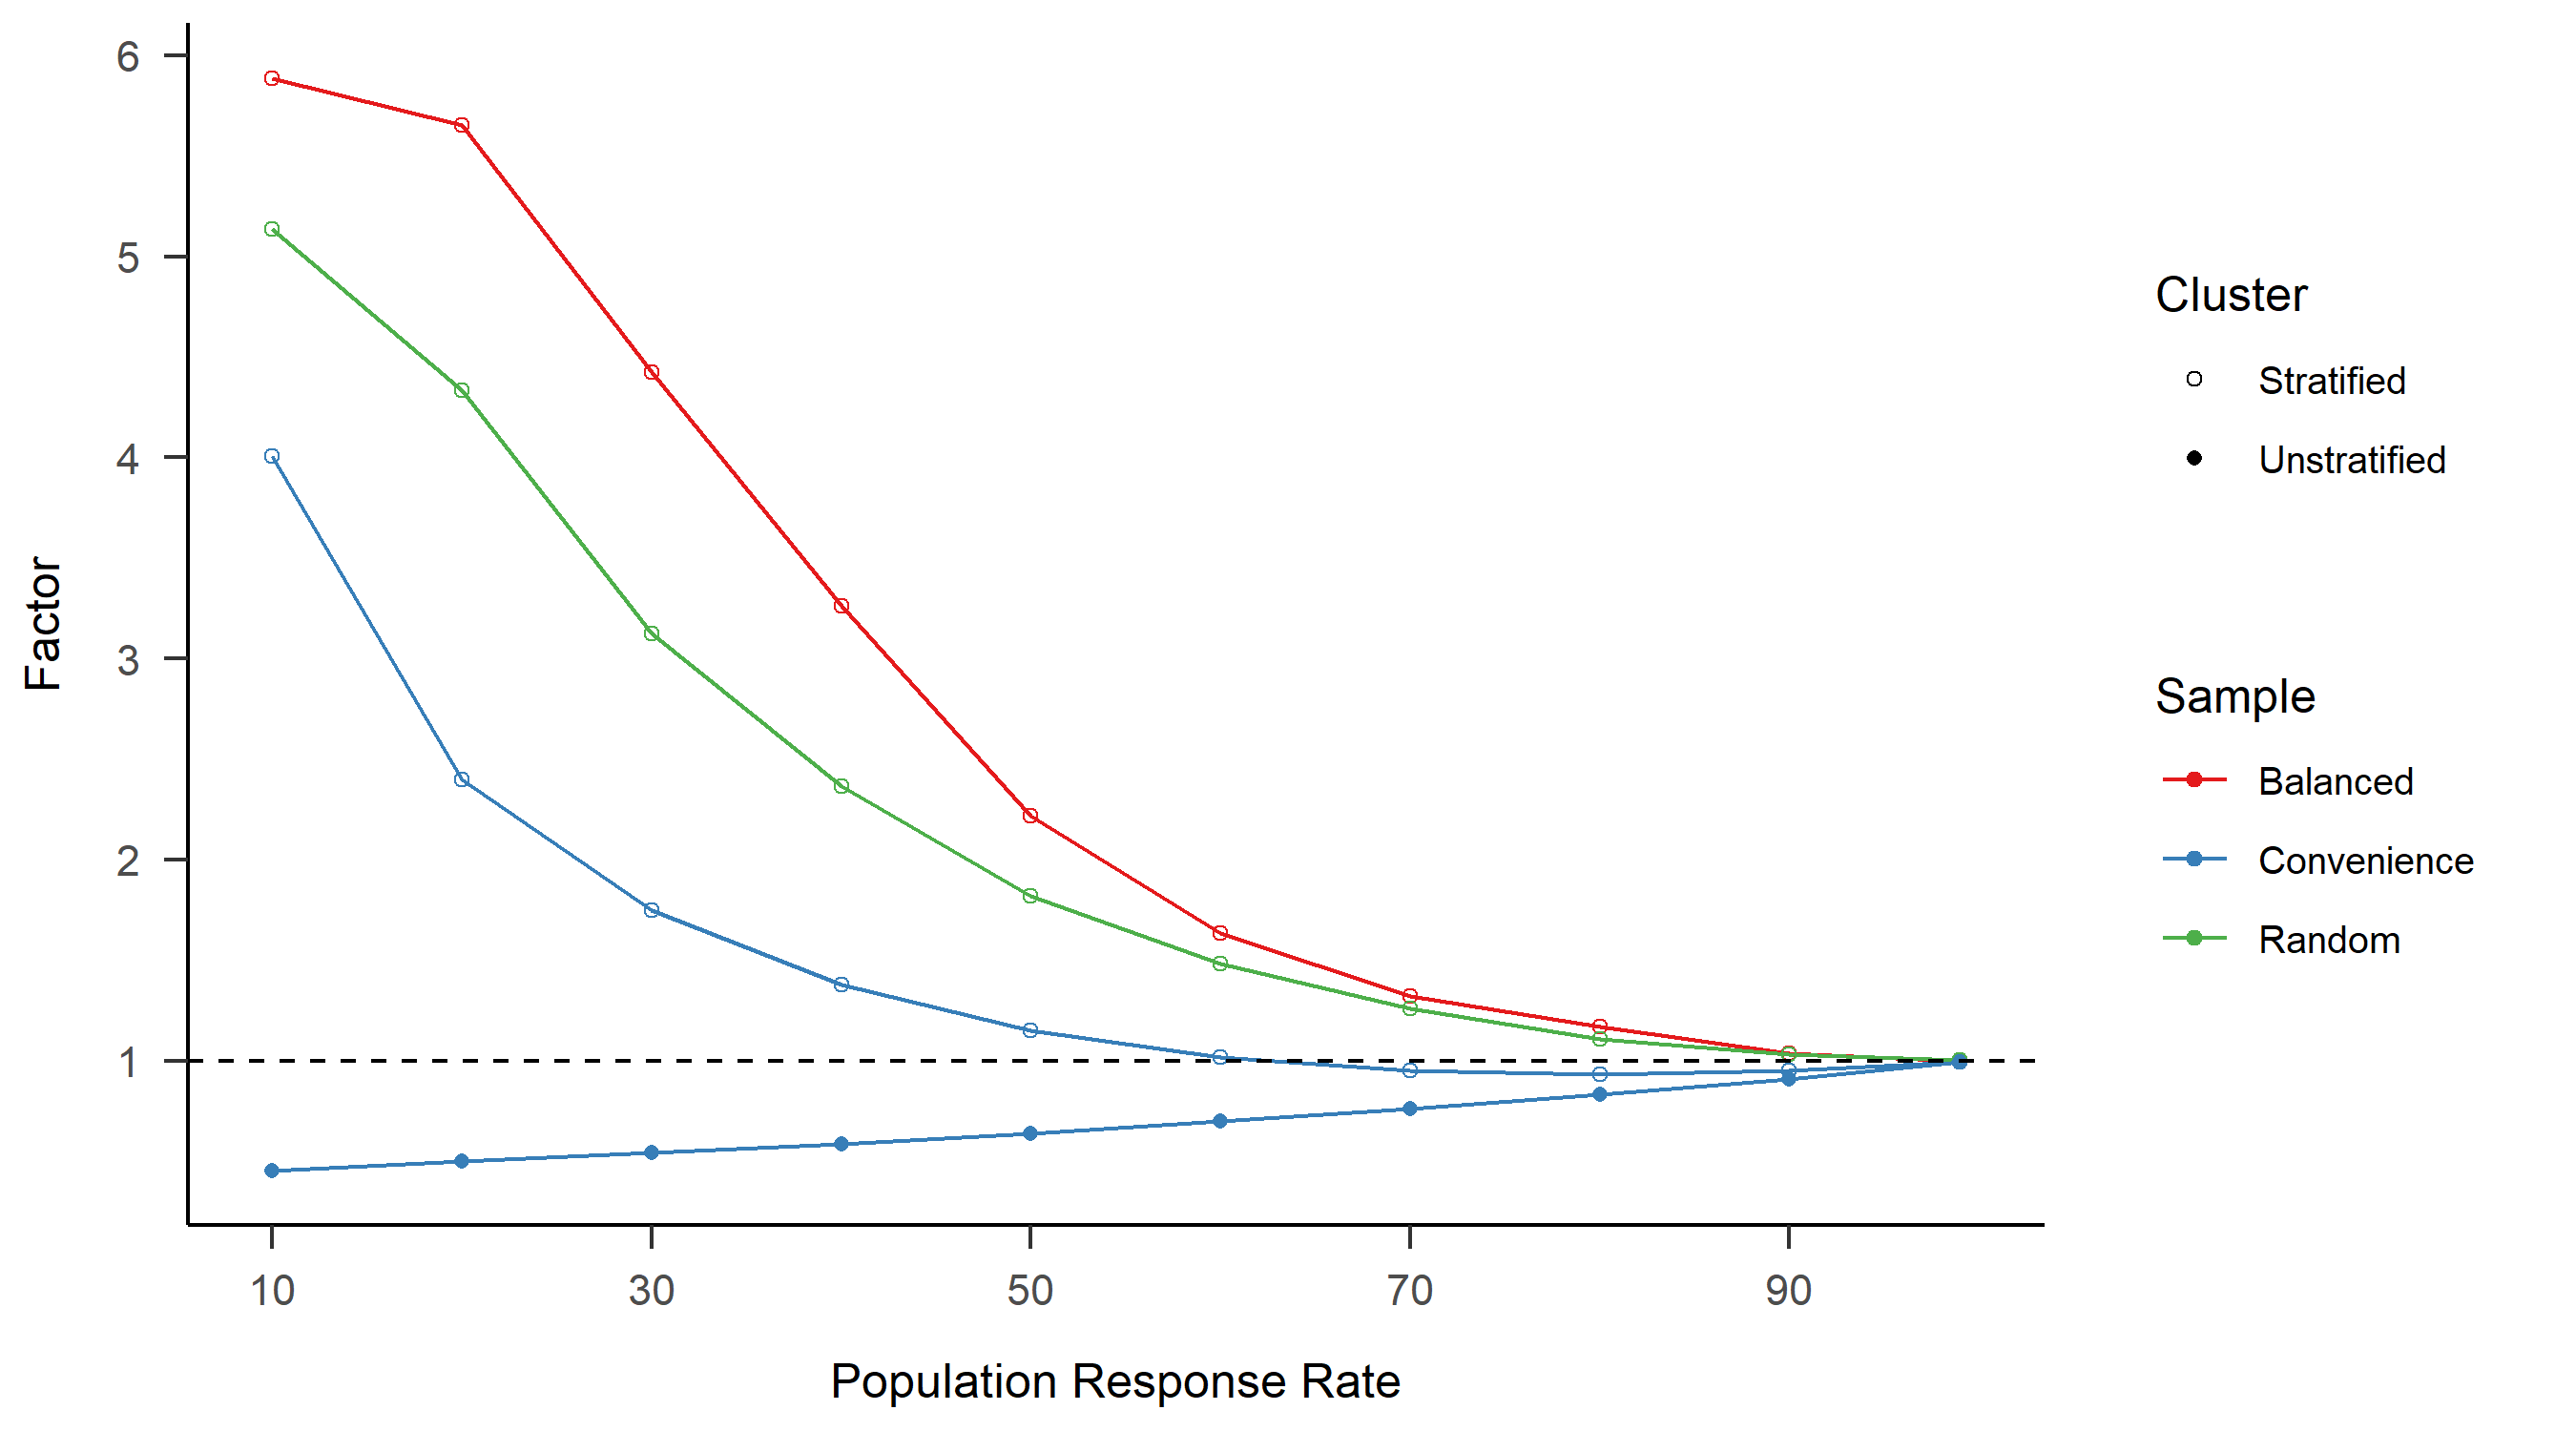 6
5
4
3
2
1
Factor
10 30 50 70 90
Population Response Rate
Cluster
Stratified
Unstratified
Sample
Balanced
Convenience
Random